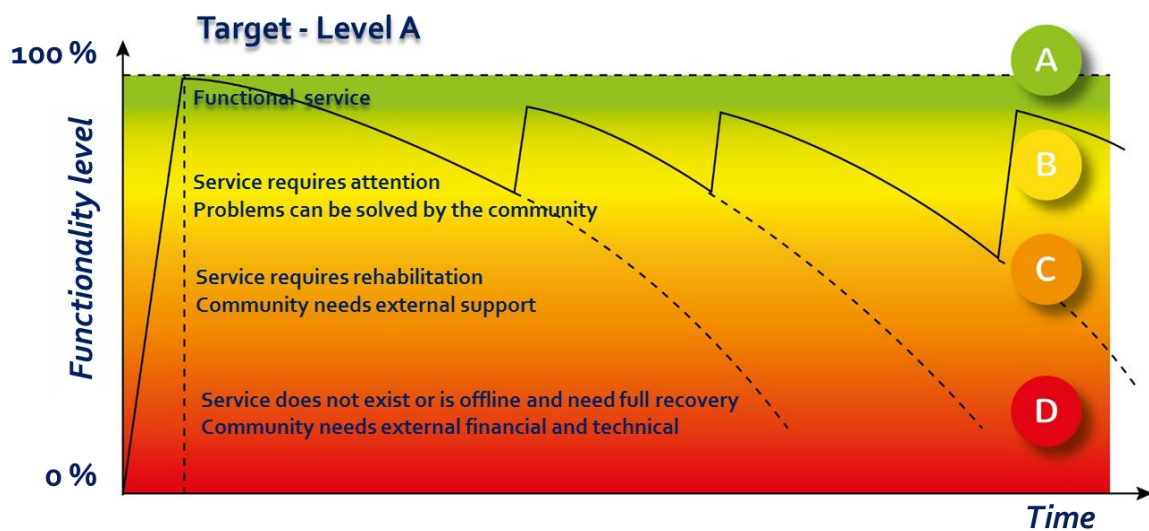 Target - Level A
100 %
A
Functional service
Functionality level
B
Service requires attention
Problems can be solved by the community
C
Service requires rehabilitation
Community needs external support
D
Service does not exist or is offline and need full recovery
Community needs external financial and technical
0 %
Time